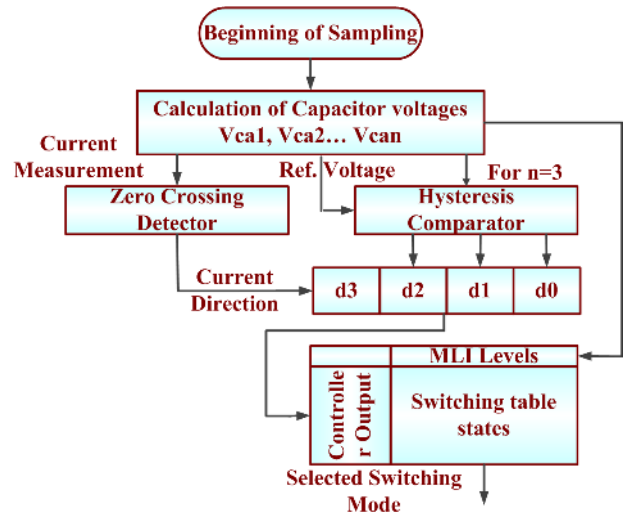 Beginning of Sampling
Calculation of Capacitor voltages
Vca1, Vca2... Vcan
Current
Measurement
Ref. Voltage
For n=3
Zero Crossing
Detector
Hysteresis
Comparator
Current
Direction
d3 d2 d1 d0
MLI Levels
Controlle
r Output
Switching table
states
Selected Switching
Mode